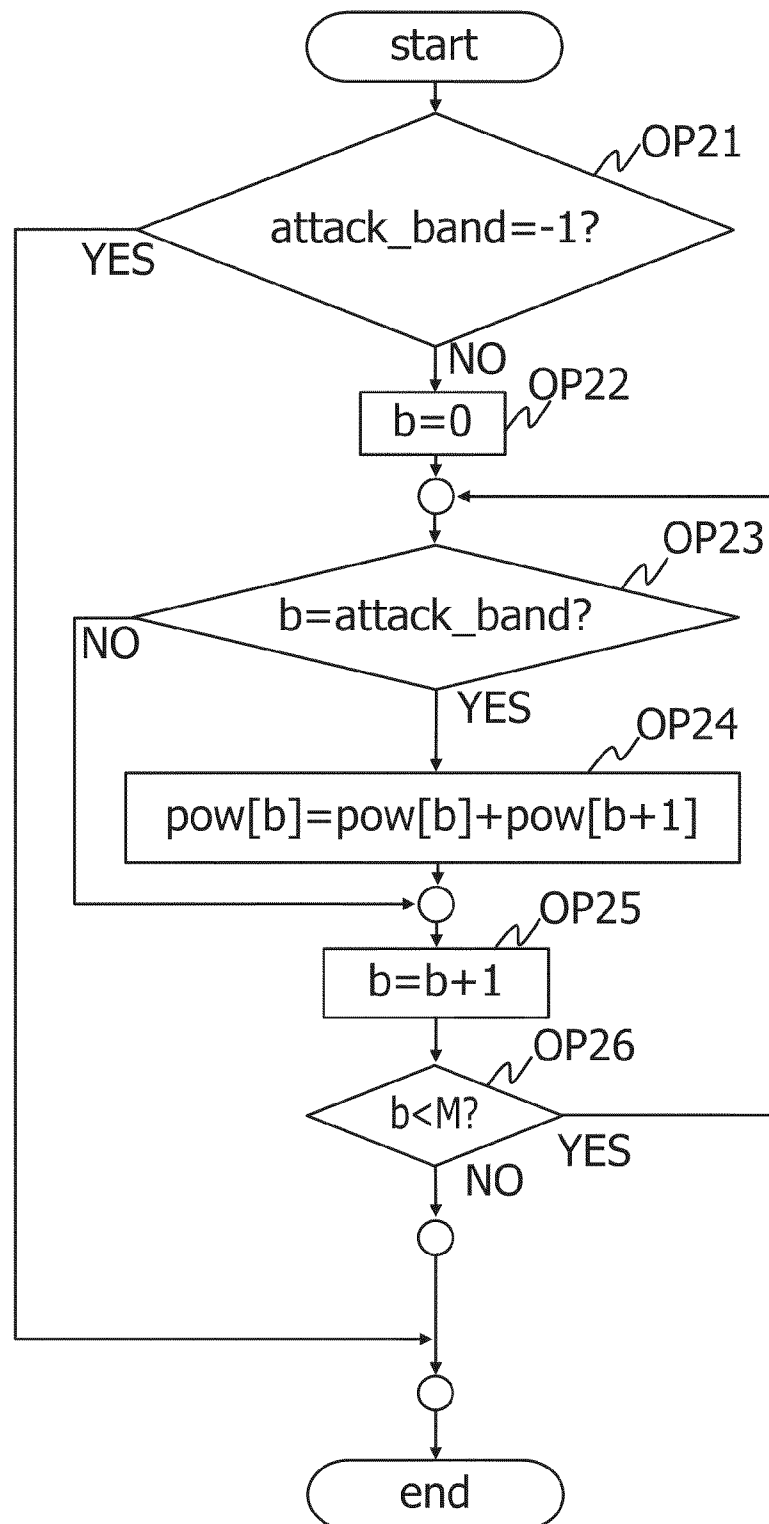 start
OP21
attack_band=-1?
YES
NO
OP22
b=0
OP23
b=attack_band?
NO
YES
OP24
pow[b]=pow[b]+pow[b+1]
OP25
b=b+1
OP26
b<M?
YES
NO
end